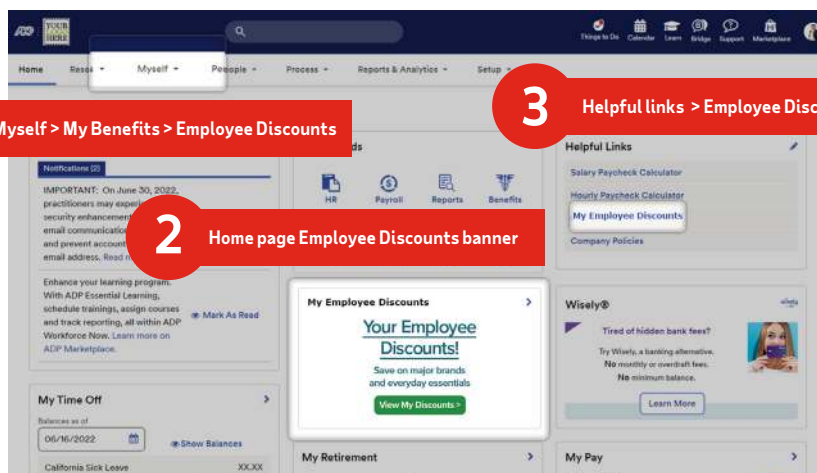 ADP
YOUR
LOGO
HERE
Things to Do
Calendar
Learn
Bridge
Support
Marketplace
Home
Myself
Process
Reports & Analytics
Setup
Myself > My Benefits > Employee Discounts
3
Helpful links > Employee Disc
Notifications (2)
IMPORTANT: On June 30, 2022,
practitioners may
security enhancement
email communication
and prevent account
email address. Read
Enhance your learning program.
With ADP Essential Learning,
schedule trainings, assign courses
and track reporting, all within ADP
Workforce Now. Learn more on
ADP Marketplace.
Mark As Read
ds
HR
Payroll
Reports
Benefits
2
Home page Employee Discounts banner
Helpful Links
Salary Paycheck Calculator
Hourly Paycheck Calculator
My Employee Discounts
Company Policies
My Employee Discounts
Your Employee
Discounts!
Save on major brands
and everyday essentials
View My Discounts >
Wisely®
wisely
Tired of hidden bank fees?
Try Wisely, a banking alternative.
No monthly or overdraft fees.
No minimum balance.
Learn More
My Time Off
Balances as of
06/16/2022
Show Balances
California Sick Leave
XX.XX
My Retirement
My Pay